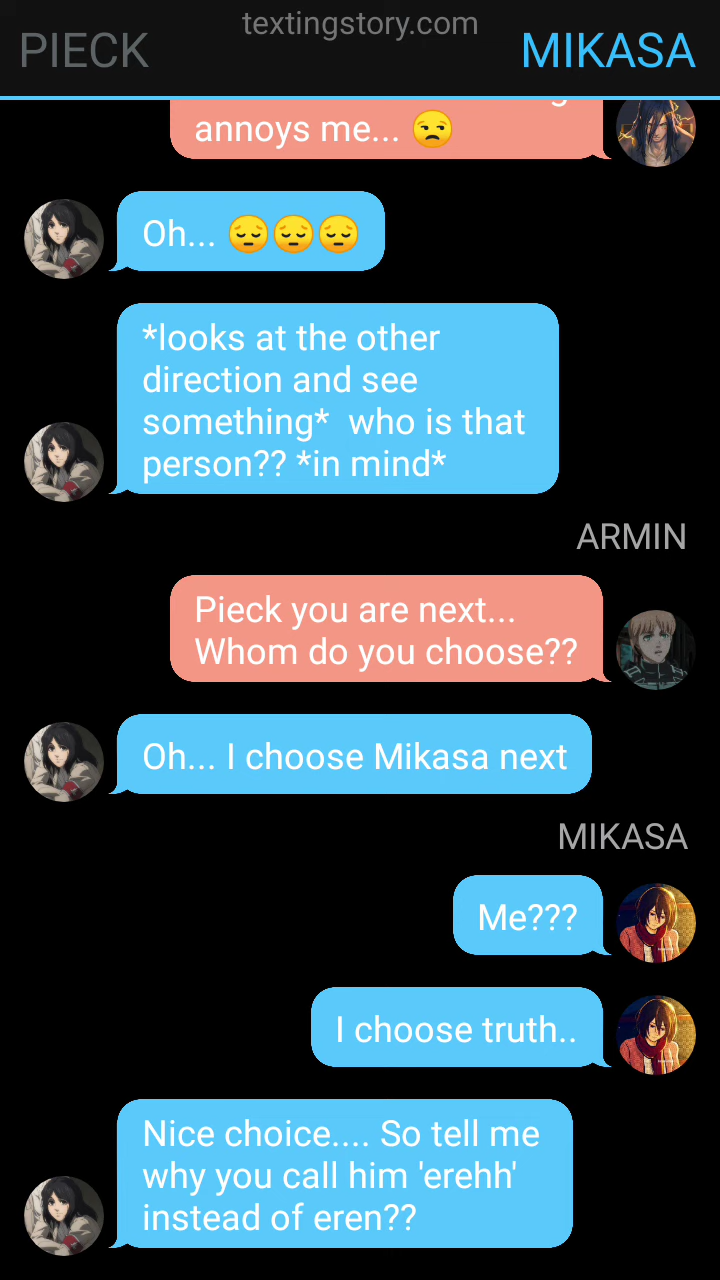 textingstory.com
PIECK
MIKASA
annoys me... 😒
Oh... 😔😔😔
*looks at the other
direction and see
something*  who is that
person?? *in mind*
ARMIN
Pieck you are next...
Whom do you choose??
Oh... I choose Mikasa next
MIKASA
Me???
I choose truth..
Nice choice.... So tell me
why you call him 'erehh'
instead of eren??